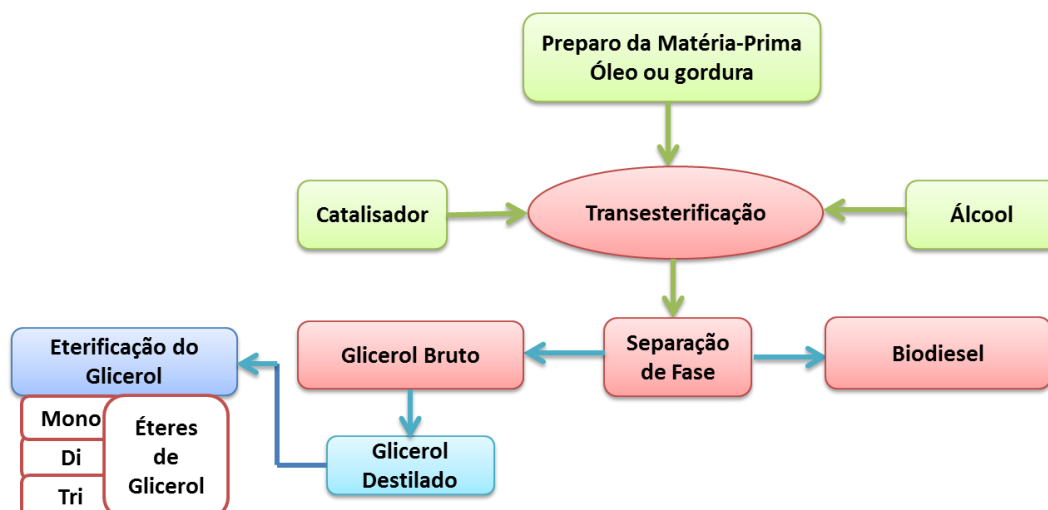 Preparo da Matéria-Prima
Óleo ou gordura
Catalisador
Transesterificação
Álcool
Eterificação do
Glicerol
Glicerol Bruto
Separação
de Fase
Biodiesel
Mono
Di
Tri
Éteres
de
Glicerol
Glicerol
Destilado